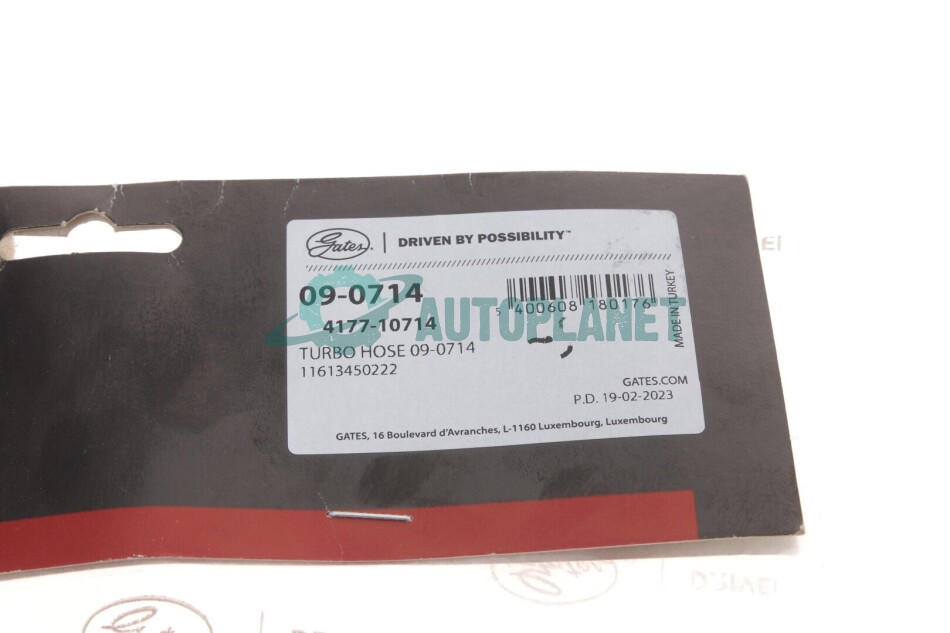 Gates | DRIVEN BY POSSIBILITY™
09-0714
4177-10714
TURBO HOSE 09-0714
11613450222
5 400608 180176
MADE IN TURKEY
AUTOPLANET
GATES.COM
P.D. 19-02-2023
GATES, 16 Boulevard d'Avranches, L-1160 Luxembourg, Luxembourg
Gates